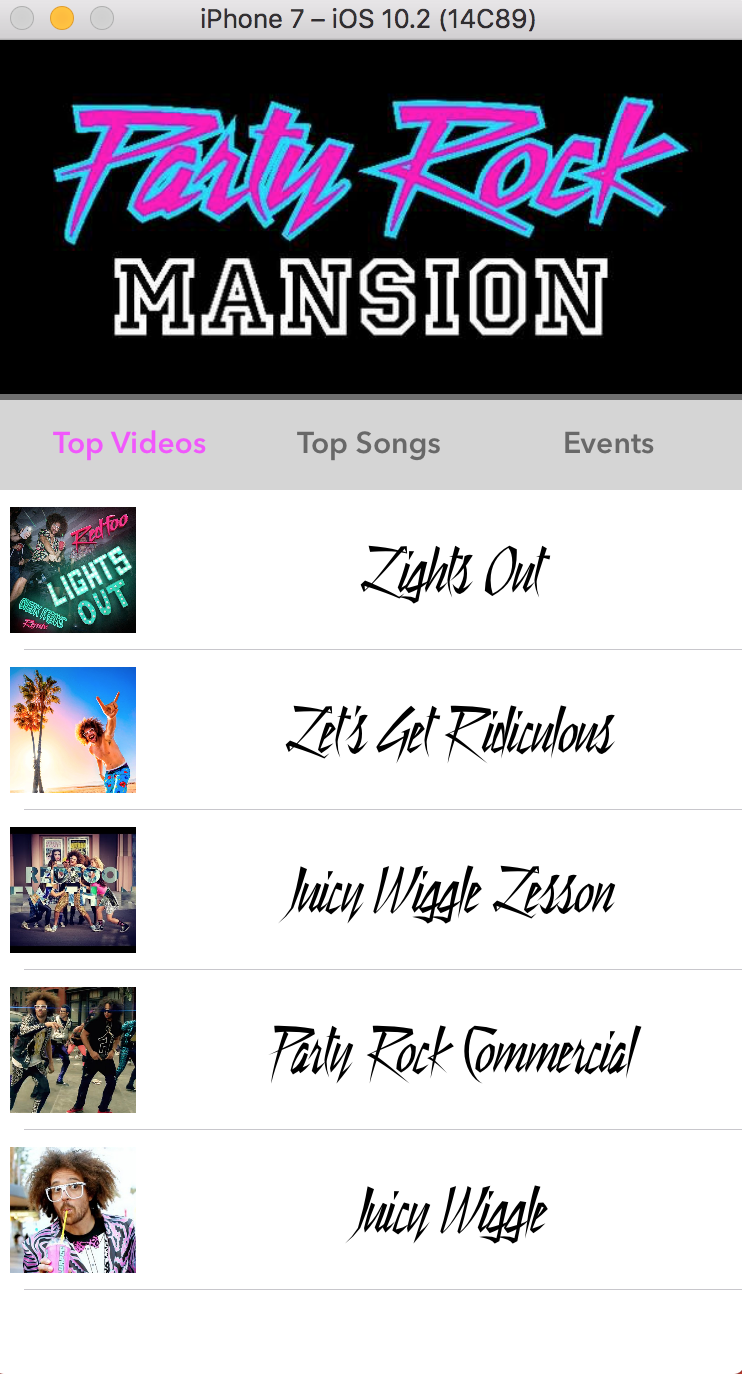 iPhone 7 – iOS 10.2 (14C89)
Party Rock
MANSION
Top Videos Top Songs Events
RedFoo
LIGHTS
OUT
Lights Out
Let's Get Ridiculous
REDFOO
Juicy Wiggle Lesson
Party Rock Commercial
Juicy Wiggle